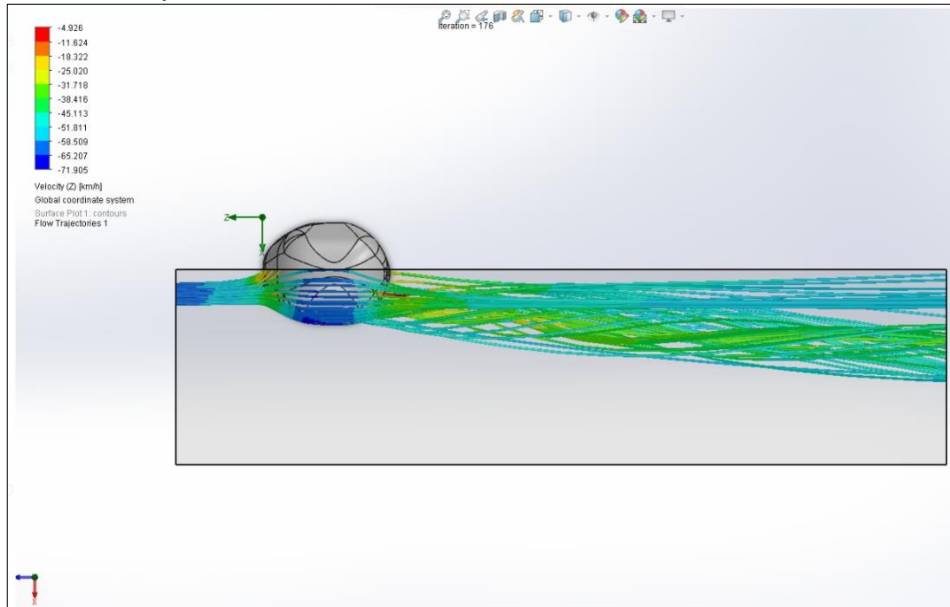 -4.926
-11.624
-18.322
-25.020
-31.718
-38.416
-45.113
-51.811
-58.509
-65.207
-71.905
Iteration = 176
Velocity (Z) [km/h]
Global coordinate system
Surface Plot 1: contours
Flow Trajectories 1
Z
X